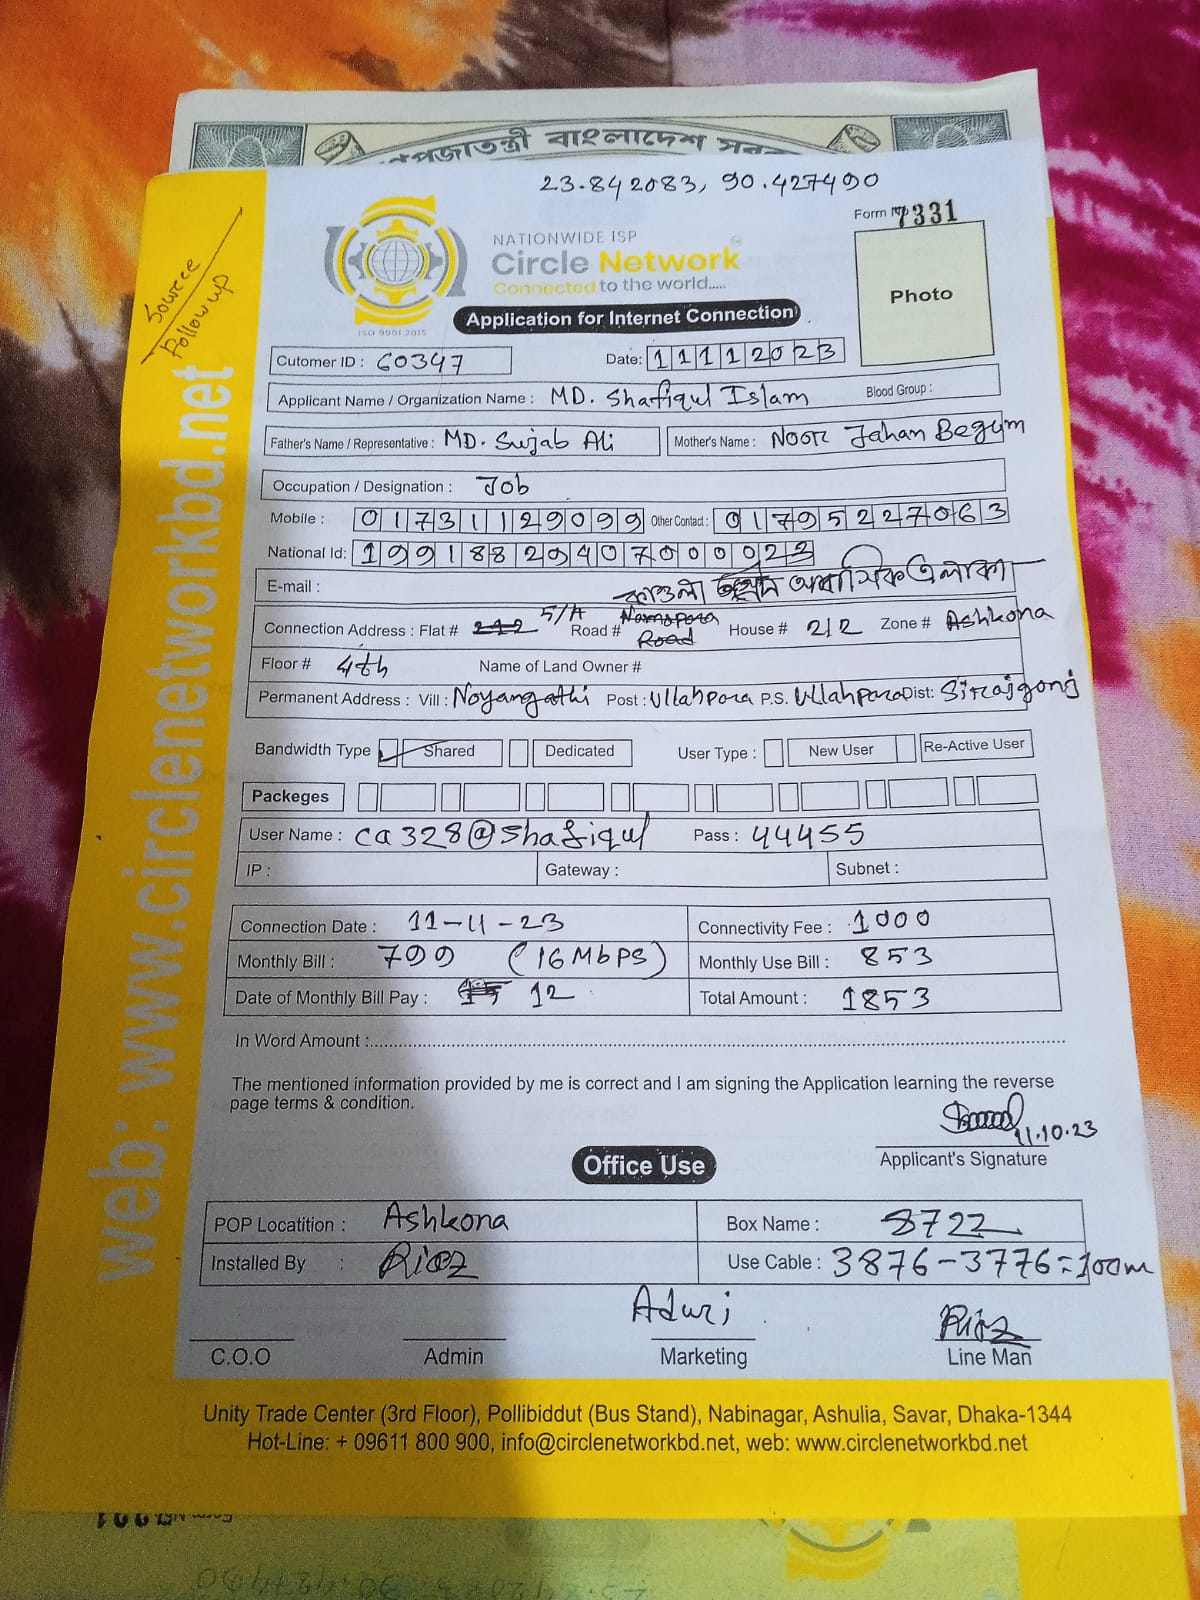 গণপ্রজাতন্ত্রী বাংলাদেশ সরকার
23.842083, 90.427490
Form № 7331
NATIONWIDE ISP
Circle Network
Connected to the world.....
ISO 9001:2015
Application for Internet Connection
Source
Followup
Photo
Cutomer ID : 60347 Date: 11112023
Applicant Name / Organization Name : MD. Shafiqul Islam Blood Group :
Father's Name / Representative : MD. Sujab Ali Mother's Name : Noor Jahan Begum
Occupation / Designation : Job
Mobile : 01731129099 Other Contact : 01795227063
National Id: 19918829407000022
E-mail :
কাওলা আবাসিক এলাকা
Connection Address : Flat # 5/A Road # Namapara Road House # 212 Zone # Ashkona
Floor # 4th Name of Land Owner #
Permanent Address : Vill : Noyangathi Post : Ullahpara P.S. Ullahpara Dist: Sirajgonj
Bandwidth Type Shared Dedicated User Type : New User Re-Active User
Packeges
User Name : ca328@shafiqul Pass : 44455
IP : Gateway : Subnet :
Connection Date : 11-11-23 Connectivity Fee : 1000
Monthly Bill : 799 (16Mbps) Monthly Use Bill : 853
Date of Monthly Bill Pay : 15 12 Total Amount : 1853
In Word Amount :
The mentioned information provided by me is correct and I am signing the Application learning the reverse
page terms & condition.
11.10.23
Applicant's Signature
Office Use
POP Locatition : Ashkona Box Name : 8722
Installed By : Riaz Use Cable : 3876-3776=100m
Aduri Riaz
C.O.O Admin Marketing Line Man
Unity Trade Center (3rd Floor), Pollibiddut (Bus Stand), Nabinagar, Ashulia, Savar, Dhaka-1344
Hot-Line: + 09611 800 900, info@circlenetworkbd.net, web: www.circlenetworkbd.net
web: www.circlenetworkbd.net